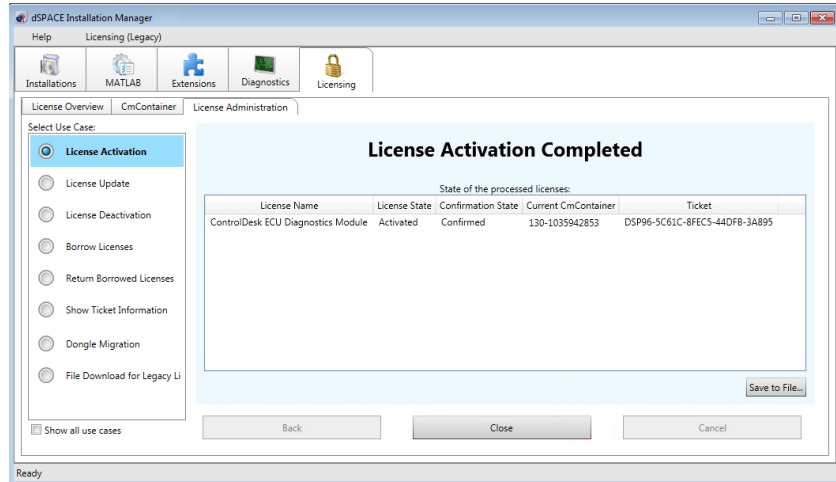 dSPACE Installation Manager
Help Licensing (Legacy)
Installations MATLAB Extensions Diagnostics Licensing
License Overview CmContainer License Administration
Select Use Case:
License Activation
License Update
License Deactivation
Borrow Licenses
Return Borrowed Licenses
Show Ticket Information
Dongle Migration
File Download for Legacy Li
Show all use cases
License Activation Completed
State of the processed licenses:
License Name License State Confirmation State Current CmContainer Ticket
ControlDesk ECU Diagnostics Module Activated Confirmed 130-1035942853 DSP96-5C61C-8FEC5-44DFB-3A895
Save to File...
Back Close Cancel
Ready